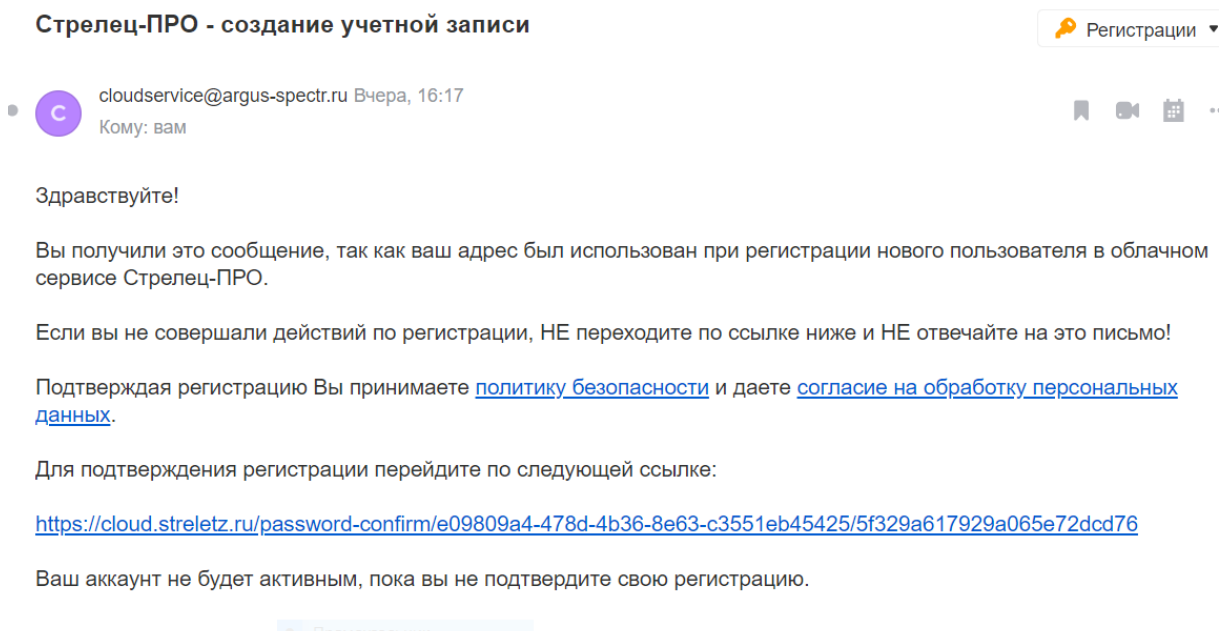 Стрелец-ПРО - создание учетной записи
Регистрации
С
cloudservice@argus-spectr.ru Вчера, 16:17
Кому: вам
Здравствуйте!
Вы получили это сообщение, так как ваш адрес был использован при регистрации нового пользователя в облачном
сервисе Стрелец-ПРО.
Если вы не совершали действий по регистрации, НЕ переходите по ссылке ниже и НЕ отвечайте на это письмо!
Подтверждая регистрацию Вы принимаете политику безопасности и даете согласие на обработку персональных
данных.
Для подтверждения регистрации перейдите по следующей ссылке:
https://cloud.streletz.ru/password-confirm/e09809a4-478d-4b36-8e63-c3551eb45425/5f329a617929a065e72dcd76
Ваш аккаунт не будет активным, пока вы не подтвердите свою регистрацию.